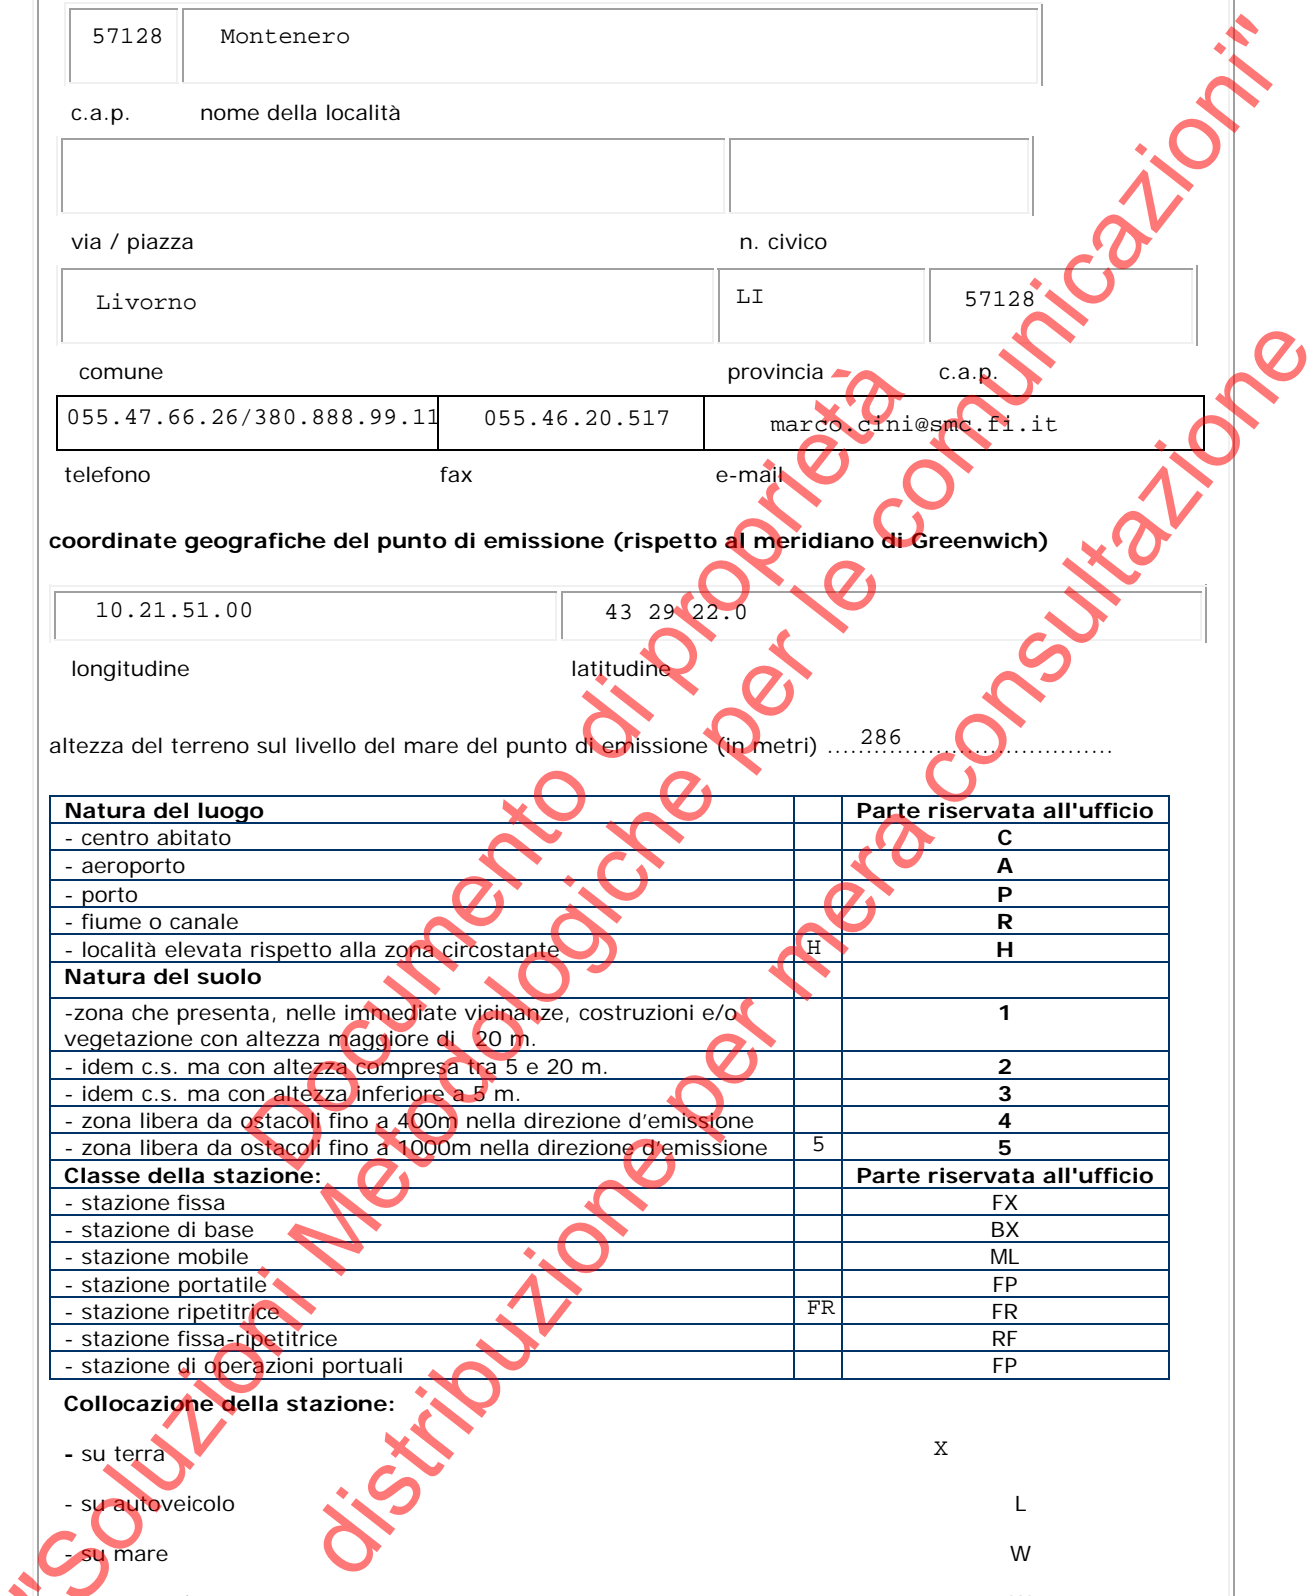 57128 Montenero
c.a.p. nome della località
via / piazza n. civico
Livorno LI 57128
comune provincia c.a.p.
055.47.66.26/380.888.99.11 055.46.20.517 marco.cini@smc.fi.it
telefono fax e-mail
coordinate geografiche del punto di emissione (rispetto al meridiano di Greenwich)
10.21.51.00 43 29 22.0
longitudine latitudine
altezza del terreno sul livello del mare del punto di emissione (in metri) ....286....................................
Natura del luogo Parte riservata all'ufficio
- centro abitato C
- aeroporto A
- porto P
- fiume o canale R
- località elevata rispetto alla zona circostante H H
Natura del suolo
-zona che presenta, nelle immediate vicinanze, costruzioni e/o 1
vegetazione con altezza maggiore di 20 m.
- idem c.s. ma con altezza compresa tra 5 e 20 m. 2
- idem c.s. ma con altezza inferiore a 5 m. 3
- zona libera da ostacoli fino a 400m nella direzione d’emissione 4
- zona libera da ostacoli fino a 1000m nella direzione d’emissione 5 5
Classe della stazione: Parte riservata all'ufficio
- stazione fissa FX
- stazione di base BX
- stazione mobile ML
- stazione portatile FP
- stazione ripetitrice FR FR
- stazione fissa-ripetitrice RF
- stazione di operazioni portuali FP
Collocazione della stazione:
- su terra X
- su autoveicolo L
- su mare W
Documento di proprietà
"Soluzioni Metodologiche per le comunicazioni"
distribuzione per mera consultazione